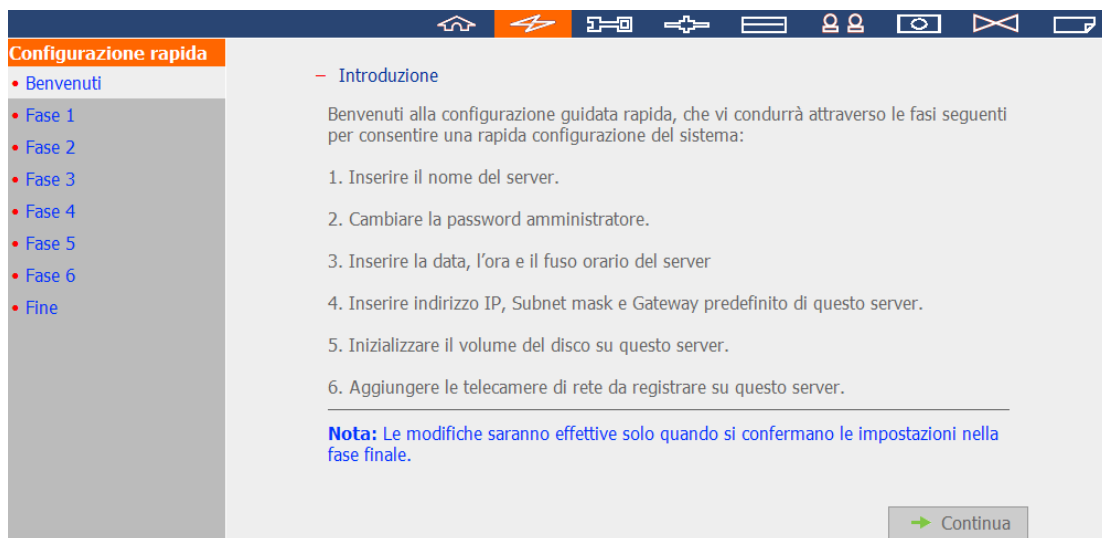 Configurazione rapida
• Benvenuti
• Fase 1
• Fase 2
• Fase 3
• Fase 4
• Fase 5
• Fase 6
• Fine
– Introduzione
Benvenuti alla configurazione guidata rapida, che vi condurrà attraverso le fasi seguenti
per consentire una rapida configurazione del sistema:
1. Inserire il nome del server.
2. Cambiare la password amministratore.
3. Inserire la data, l'ora e il fuso orario del server
4. Inserire indirizzo IP, Subnet mask e Gateway predefinito di questo server.
5. Inizializzare il volume del disco su questo server.
6. Aggiungere le telecamere di rete da registrare su questo server.
Nota: Le modifiche saranno effettive solo quando si confermano le impostazioni nella
fase finale.
Continua